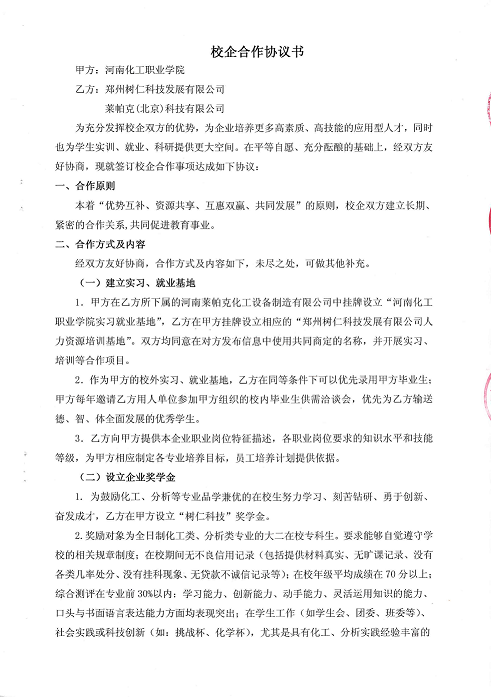 校企合作协议书
甲方：河南化工职业学院
乙方：郑州树仁科技发展有限公司
莱帕克(北京)科技有限公司
为充分发挥校企双方的优势，为企业培养更多高素质、高技能的应用型人才，同时
也为学生实训、就业、科研提供更大空间。在平等自愿、充分酝酿的基础上，经双方友
好协商，现就签订校企合作事项达成如下协议：
一、合作原则
本着“优势互补、资源共享、互惠双赢、共同发展”的原则，校企双方建立长期、
紧密的合作关系,共同促进教育事业。
二、合作方式及内容
经双方友好协商，合作方式及内容如下，未尽之处，可做其他补充。
（一）建立实习、就业基地
1．甲方在乙方所下属的河南莱帕克化工设备制造有限公司中挂牌设立“河南化工
职业学院实习就业基地”，乙方在甲方挂牌设立相应的“郑州树仁科技发展有限公司人
力资源培训基地”。双方均同意在对方发布信息中使用共同商定的名称，并开展实习、
培训等合作项目。
2．作为甲方的校外实习、就业基地，乙方在同等条件下可以优先录用甲方毕业生；
甲方每年邀请乙方用人单位参加甲方组织的校内毕业生供需洽谈会，优先为乙方输送
德、智、体全面发展的优秀学生。
3．乙方向甲方提供本企业职业岗位特征描述，各职业岗位要求的知识水平和技能
等级，为甲方相应制定各专业培养目标，员工培养计划提供依据。
（二）设立企业奖学金
1．为鼓励化工、分析等专业品学兼优的在校生努力学习、刻苦钻研、勇于创新、
奋发成才，乙方在甲方设立“树仁科技”奖学金。
2.奖励对象为全日制化工类、分析类专业的大二在校专科生。要求能够自觉遵守学
校的相关规章制度；在校期间无不良信用记录（包括提供材料真实、无旷课记录、没有
各类几率处分、没有挂科现象、无贷款不诚信记录等）；在校年级平均成绩在 70 分以上；
综合测评在专业前 30%以内；学习能力、创新能力、动手能力、灵活运用知识的能力、
口头与书面语言表达能力方面均表现突出；在学生工作（如学生会、团委、班委等）、
社会实践或科技创新（如：挑战杯、化学杯），尤其是具有化工、分析实践经验丰富的